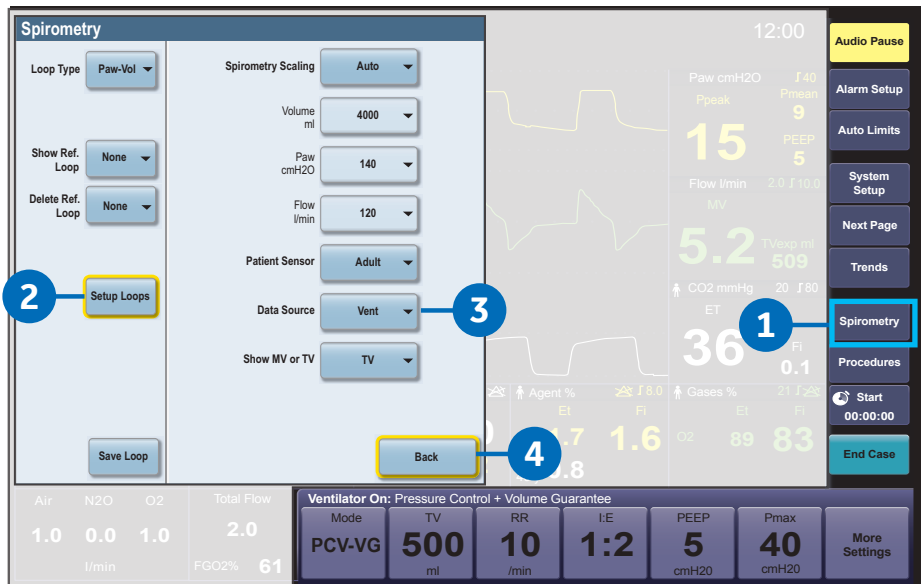 Spirometry
Loop Type
Paw-Vol
Show Ref.
Loop
None
Delete Ref.
Loop
None
2
Setup Loops
Save Loop
Spirometry Scaling
Auto
Volume
ml
4000
Paw
cmH2O
140
Flow
l/min
120
Patient Sensor
Adult
Data Source
Vent
3
Show MV or TV
TV
Back
4
12:00
Paw cmH2O
40
Ppeak
Pmean
15
9
PEEP
5
Flow l/min
2.0
10.0
MV
5.2
TVexp ml
509
CO2 mmHg
20
80
ET
36
Fi
0.1
Agent %
8.0
Et
Fi
.7
1.6
.8
Gases %
21
Et
Fi
O2
89
83
Audio Pause
Alarm Setup
Auto Limits
System
Setup
Next Page
Trends
1
Spirometry
Procedures
Start
00:00:00
End Case
Air
N2O
O2
1.0
0.0
1.0
l/min
Total Flow
2.0
FGO2%
61
Ventilator On: Pressure Control + Volume Guarantee
Mode
PCV-VG
TV
500
ml
RR
10
/min
I:E
1:2
PEEP
5
cmH20
Pmax
40
cmH20
More
Settings